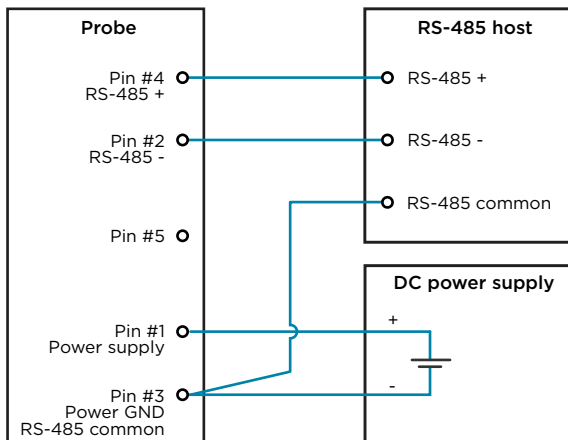 Probe
Pin #4
RS-485 +
Pin #2
RS-485 -
Pin #5
Pin #1
Power supply
Pin #3
Power GND
RS-485 common
RS-485 host
RS-485 +
RS-485 -
RS-485 common
DC power supply
+
-